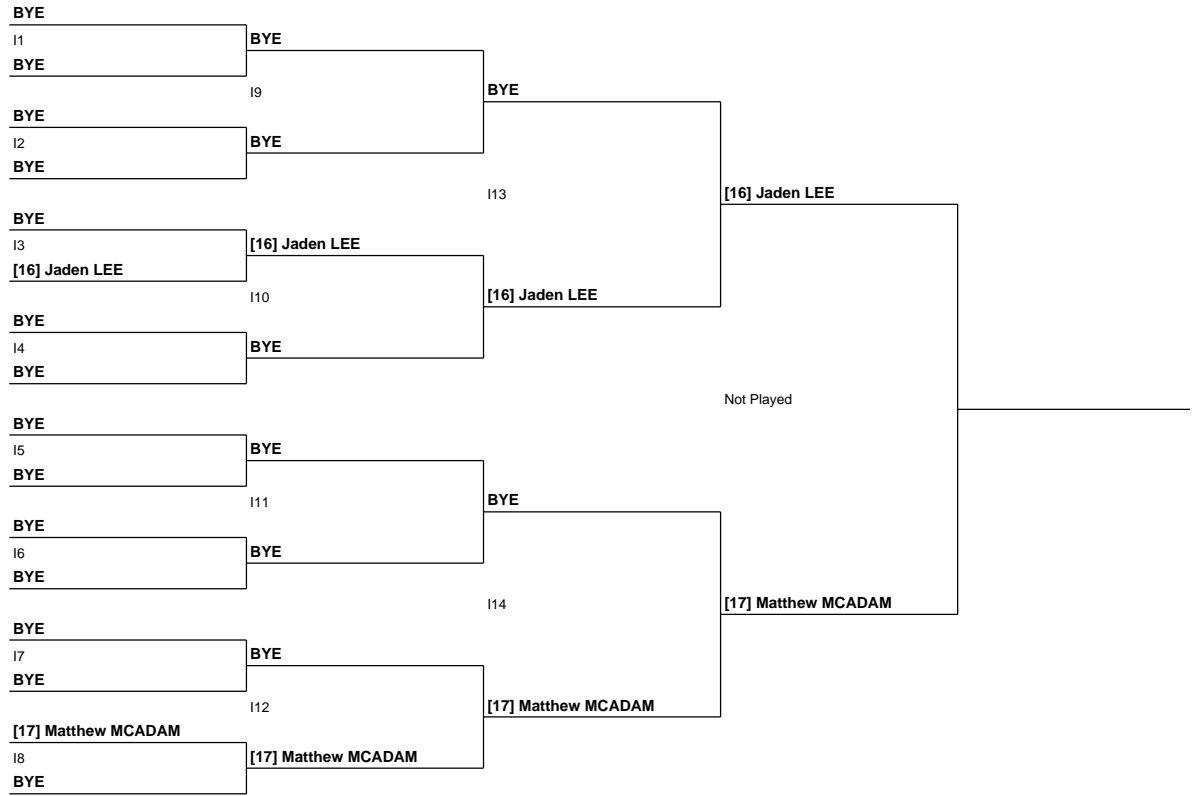 BYE
I1
BYE
BYE
I9
BYE
BYE
I2
BYE
BYE
I13
[16] Jaden LEE
BYE
I3
[16] Jaden LEE
[16] Jaden LEE
I10
[16] Jaden LEE
BYE
I4
BYE
BYE
Not Played
BYE
I5
BYE
BYE
I11
BYE
BYE
I6
BYE
BYE
I14
[17] Matthew MCADAM
BYE
I7
BYE
BYE
I12
[17] Matthew MCADAM
[17] Matthew MCADAM
I8
[17] Matthew MCADAM
BYE